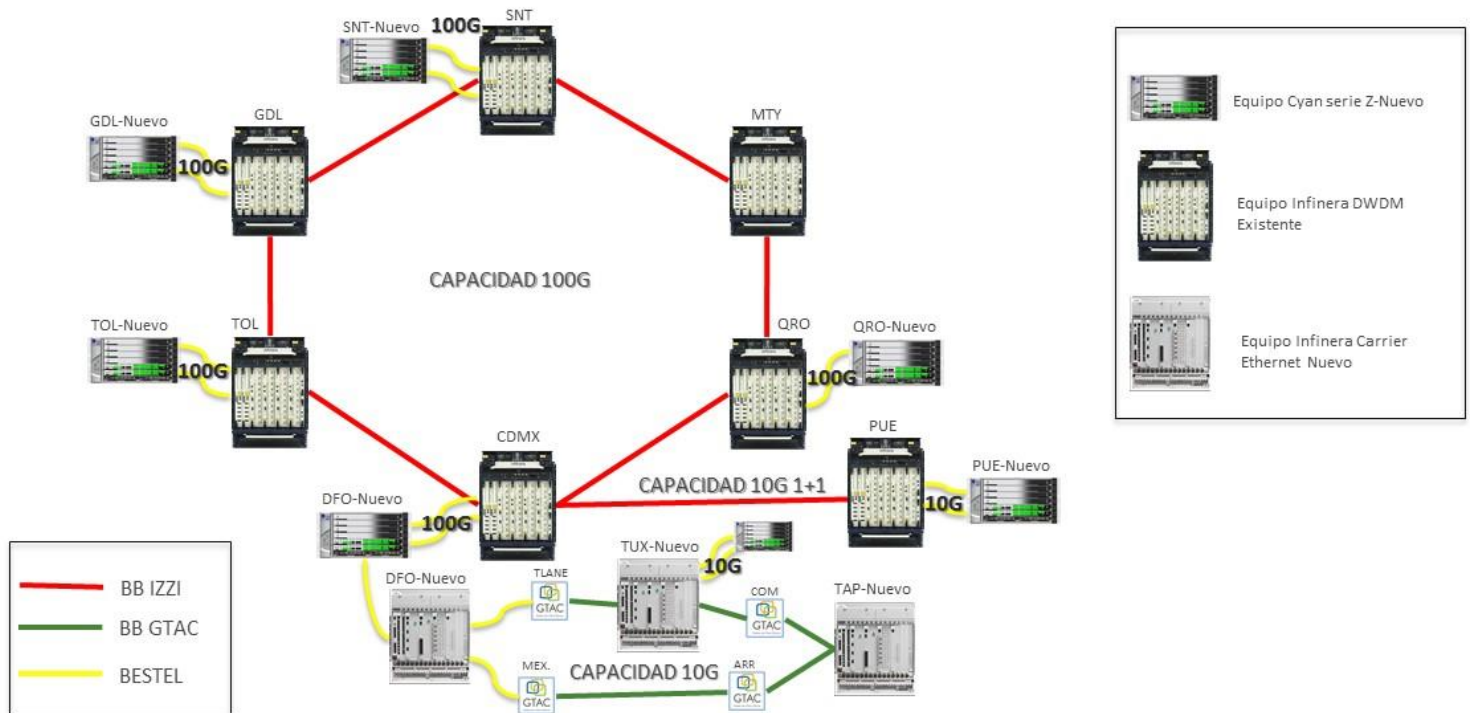 SNT
SNT-Nuevo
100G
GDL
GDL-Nuevo
100G
MTY
CAPACIDAD 100G
TOL-Nuevo
TOL
100G
QRO
QRO-Nuevo
100G
CDMX
PUE
CAPACIDAD 10G 1+1
PUE-Nuevo
10G
DFO-Nuevo
100G
TUX-Nuevo
10G
DFO-Nuevo
TLANE
GTAC
COM
GTAC
TAP-Nuevo
MEX.
GTAC
CAPACIDAD 10G
ARR
GTAC
BB IZZI
BB GTAC
BESTEL
Equipo Cyan serie Z-Nuevo
Equipo Infinera DWDM
Existente
Equipo Infinera Carrier
Ethernet Nuevo